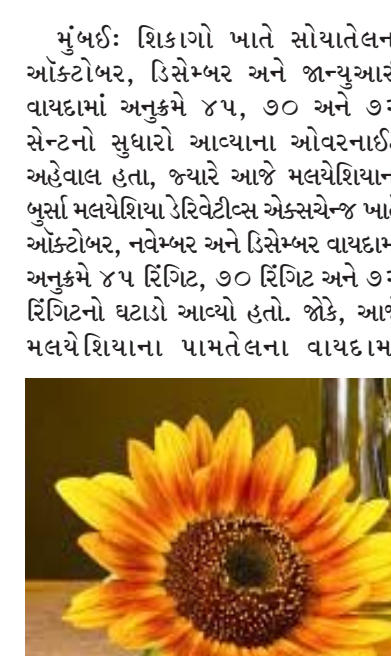 મુંબઈઃ શિકાગો ખાતે સોયાતેલના
ઑક્ટોબર, ડિસેમ્બર અને જાન્યુઆરી
વાયદામાં અનુક્રમે ૪૫, ૭૦ અને
સેન્ટનો સુધારો આવ્યાના ઓવરનાઈટ
અહેવાલ હતા, જ્યારે આજે મલયેશિયાના
બુર્સા મલયેશિયા ડેરિવેટીવ્સ એક્સચેન્જ ખાતે
ઑક્ટોબર, નવેમ્બર અને ડિસેમ્બર વાયદામાં
અનુક્રમે ૪૫ રિંગિટ, ૭૦ રિંગિટ અને
રિંગિટનો ઘટાડો આવ્યો હતો. જોકે, આજે
મલયેશિયાના પામતેલના વાયદામાં